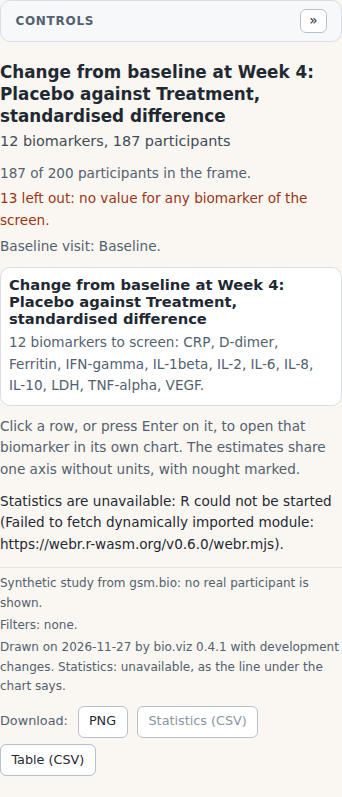 CONTROLS
»
Change from baseline at Week 4:
Placebo against Treatment,
standardised difference
12 biomarkers, 187 participants
187 of 200 participants in the frame.
13 left out: no value for any biomarker of the
screen.
Baseline visit: Baseline.
Change from baseline at Week 4:
Placebo against Treatment,
standardised difference
12 biomarkers to screen: CRP, D-dimer,
Ferritin, IFN-gamma, IL-1beta, IL-2, IL-6, IL-8,
IL-10, LDH, TNF-alpha, VEGF.
Click a row, or press Enter on it, to open that
biomarker in its own chart. The estimates share
one axis without units, with nought marked.
Statistics are unavailable: R could not be started
(Failed to fetch dynamically imported module:
https://webr.r-wasm.org/v0.6.0/webr.mjs).
Synthetic study from gsm.bio: no real participant is
shown.
Filters: none.
Drawn on 2026-11-27 by bio.viz 0.4.1 with development
changes. Statistics: unavailable, as the line under the
chart says.
Download: PNG Statistics (CSV)
Table (CSV)